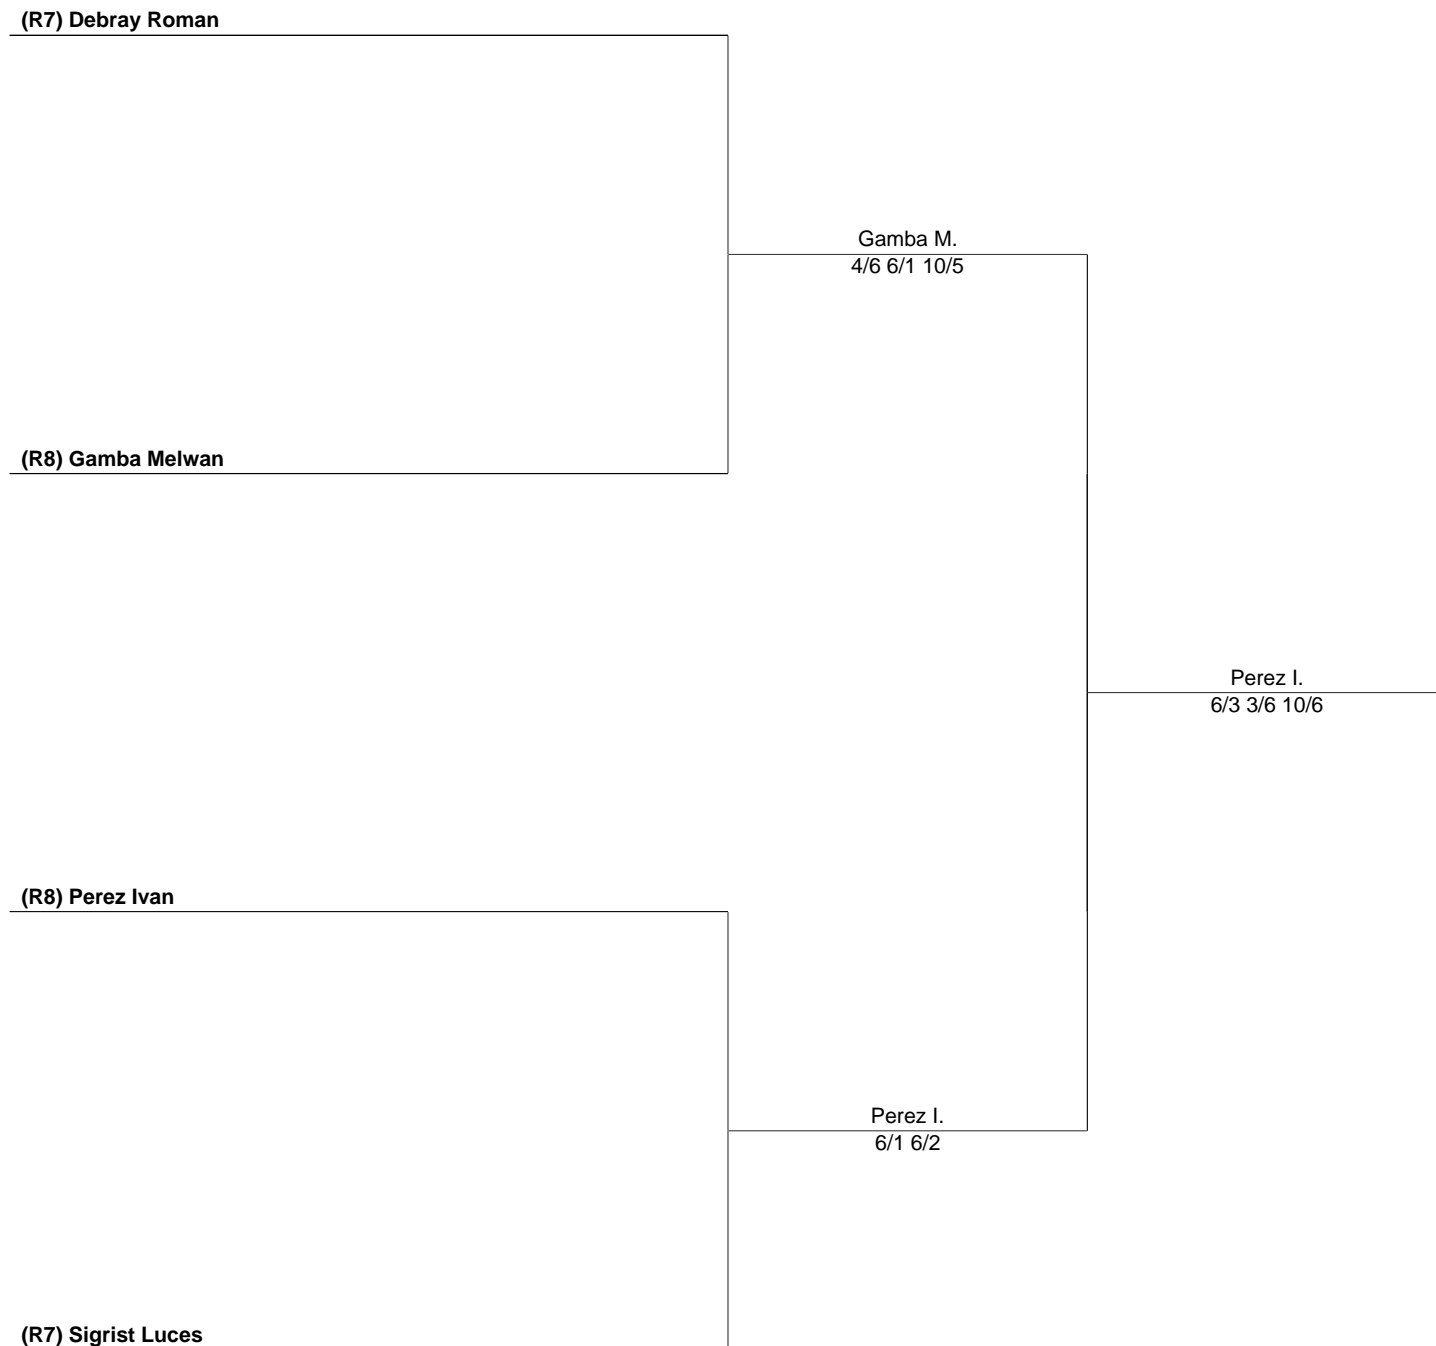 (R7) Debray Roman
Gamba M.
4/6 6/1 10/5
(R8) Gamba Melwan
Perez I.
6/3 3/6 10/6
(R8) Perez Ivan
Perez I.
6/1 6/2
(R7) Sigrist Luces